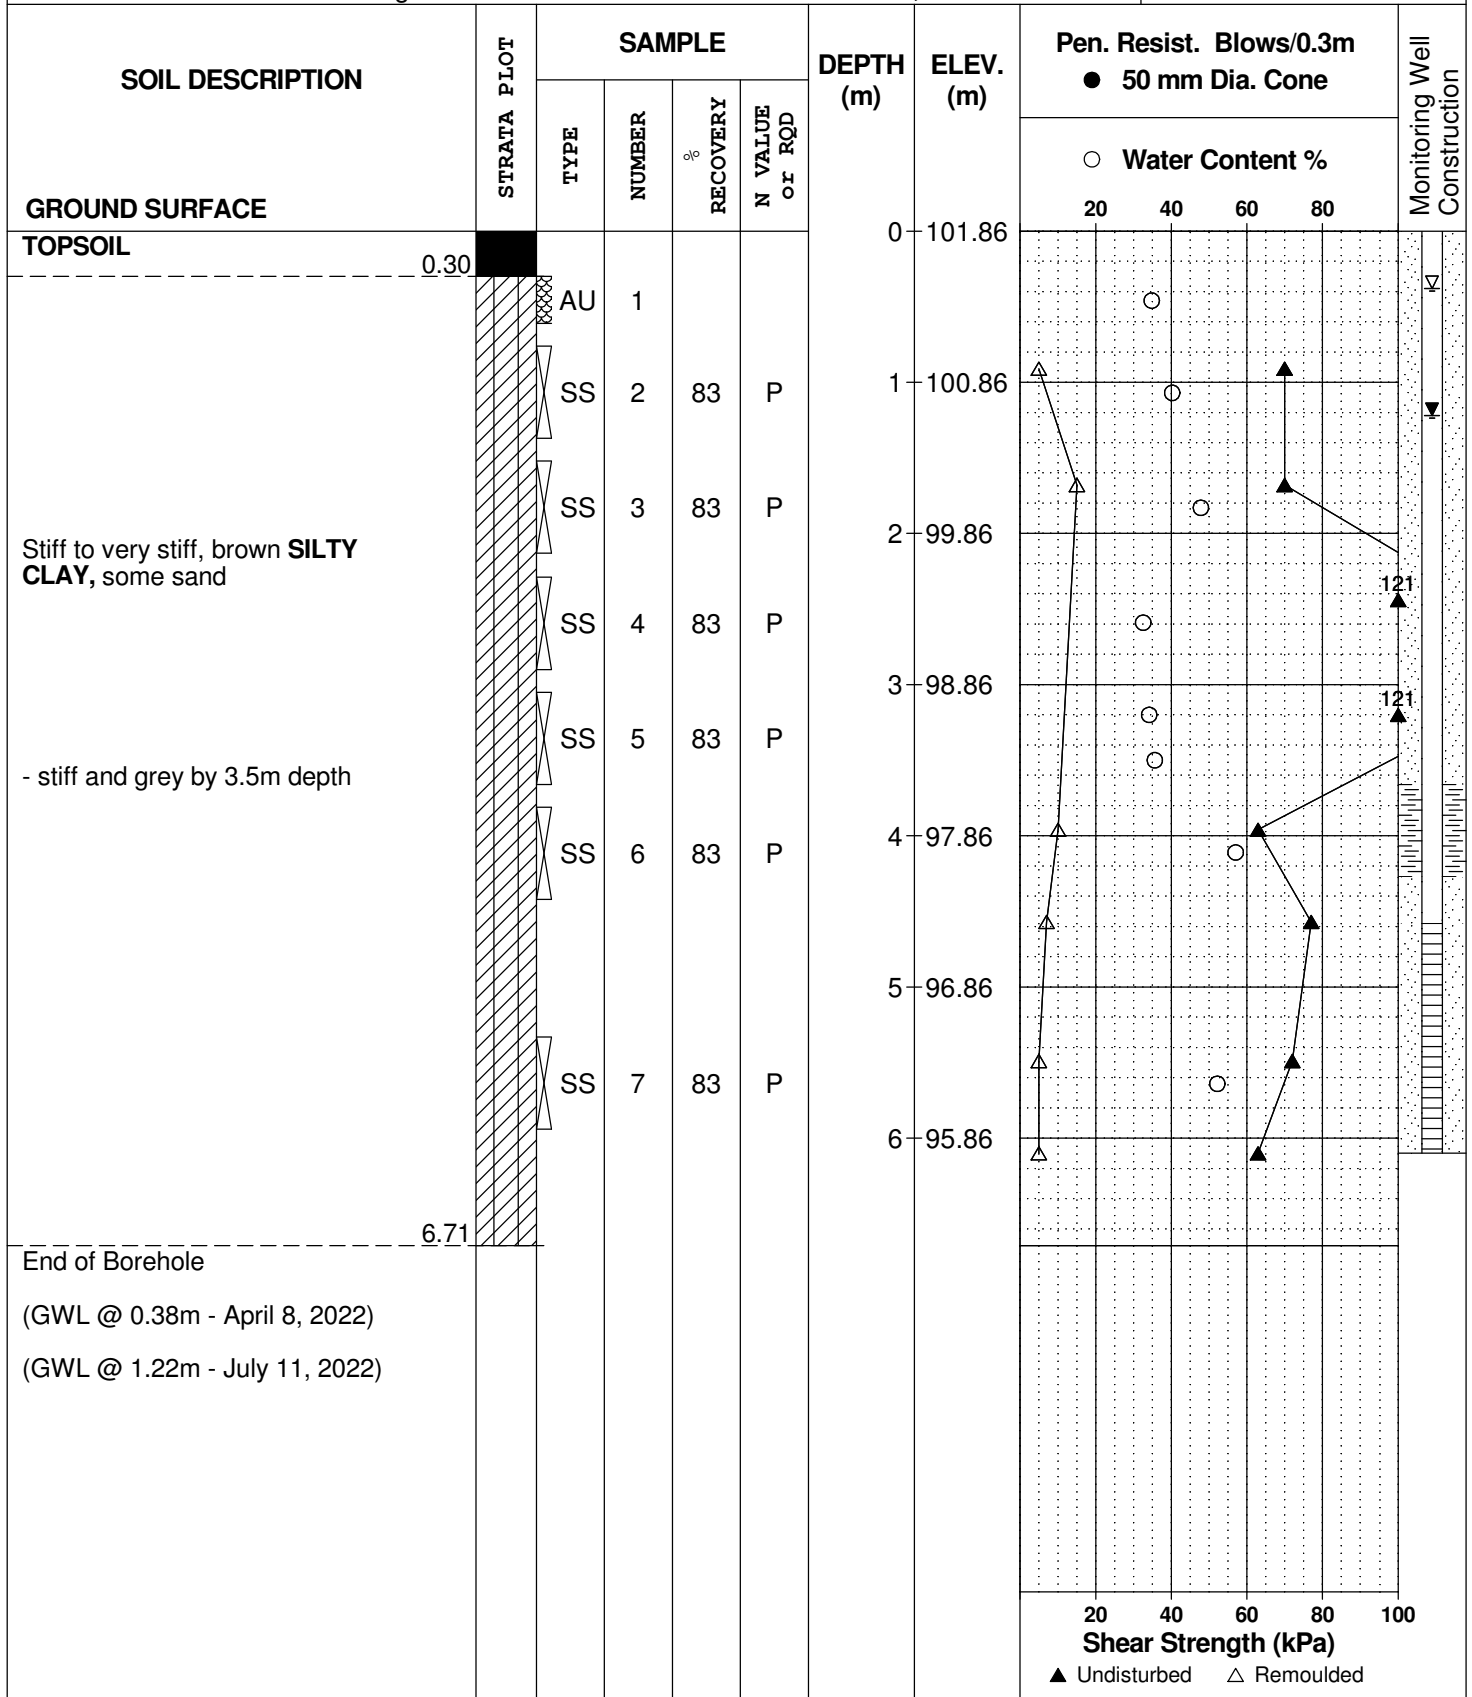 SOIL DESCRIPTION
GROUND SURFACE
STRATA PLOT
SAMPLE
TYPE
NUMBER
% RECOVERY
N VALUE or RQD
DEPTH (m)
ELEV. (m)
Pen. Resist. Blows/0.3m
● 50 mm Dia. Cone
○ Water Content %
20 40 60 80
Monitoring Well Construction
TOPSOIL
0.30
0 101.86
AU 1
SS 2 83 P
1 100.86
SS 3 83 P
2 99.86
Stiff to very stiff, brown SILTY
CLAY, some sand
121
SS 4 83 P
3 98.86
121
SS 5 83 P
- stiff and grey by 3.5m depth
4 97.86
SS 6 83 P
5 96.86
SS 7 83 P
6 95.86
6.71
End of Borehole
(GWL @ 0.38m - April 8, 2022)
(GWL @ 1.22m - July 11, 2022)
20 40 60 80 100
Shear Strength (kPa)
▲ Undisturbed △ Remoulded